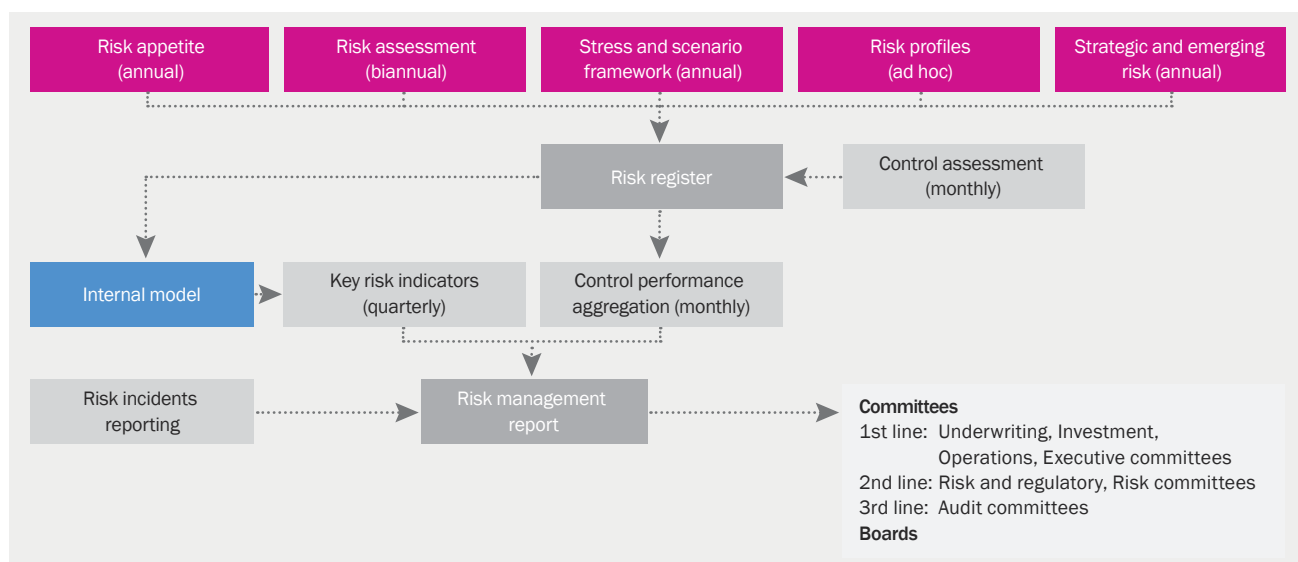 Risk appetite
(annual)
Risk assessment
(biannual)
Stress and scenario
framework (annual)
Risk profiles
(ad hoc)
Strategic and emerging
risk (annual)
Risk register
Control assessment
(monthly)
Internal model
Key risk indicators
(quarterly)
Control performance
aggregation (monthly)
Risk incidents
reporting
Risk management
report
Committees
1st line: Underwriting, Investment,
Operations, Executive committees
2nd line: Risk and regulatory, Risk committees
3rd line: Audit committees
Boards